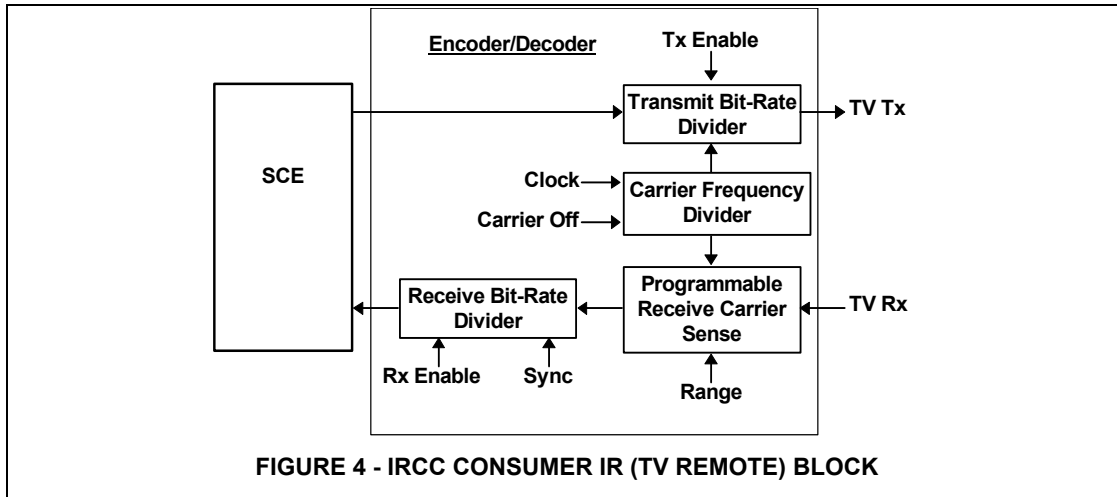 Encoder/Decoder
Tx Enable
Transmit Bit-Rate
Divider
TV Tx
SCE
Clock
Carrier Off
Carrier Frequency
Divider
Receive Bit-Rate
Divider
Programmable
Receive Carrier
Sense
TV Rx
Rx Enable
Sync
Range
FIGURE 4 - IRCC CONSUMER IR (TV REMOTE) BLOCK